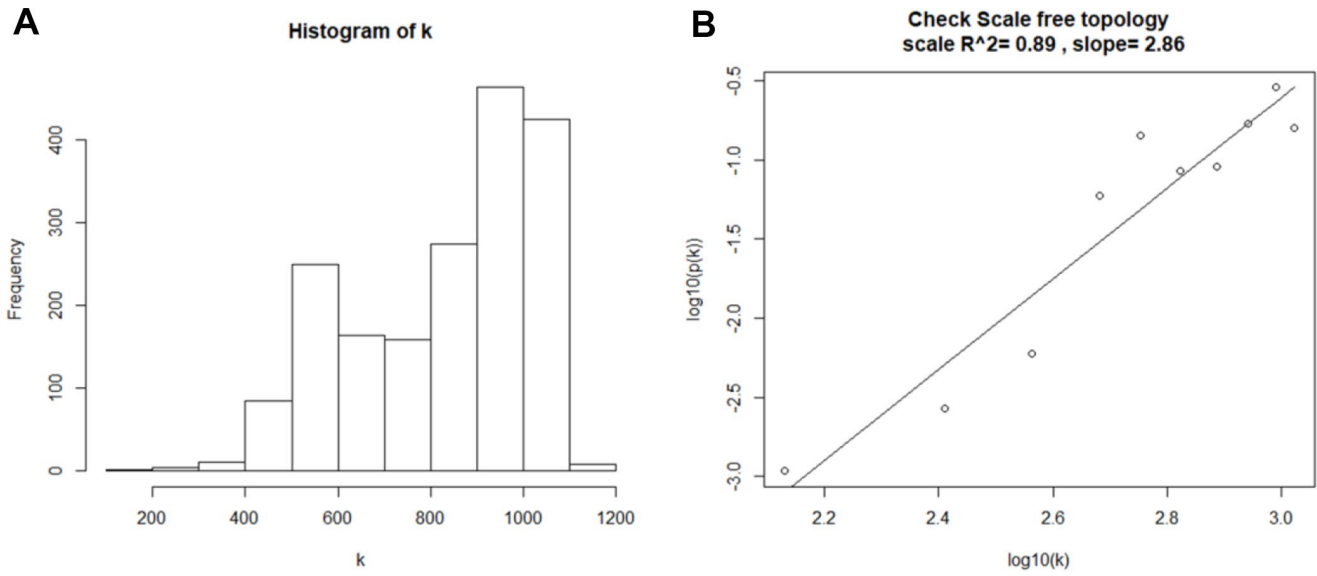 A
Histogram of k
Frequency
400
300
200
100
0
200 400 600 800 1000 1200
k
B
Check Scale free topology
scale R^2= 0.89 , slope= 2.86
log10(p(k))
-0.5
-1.0
-1.5
-2.0
-2.5
-3.0
2.2 2.4 2.6 2.8 3.0
log10(k)